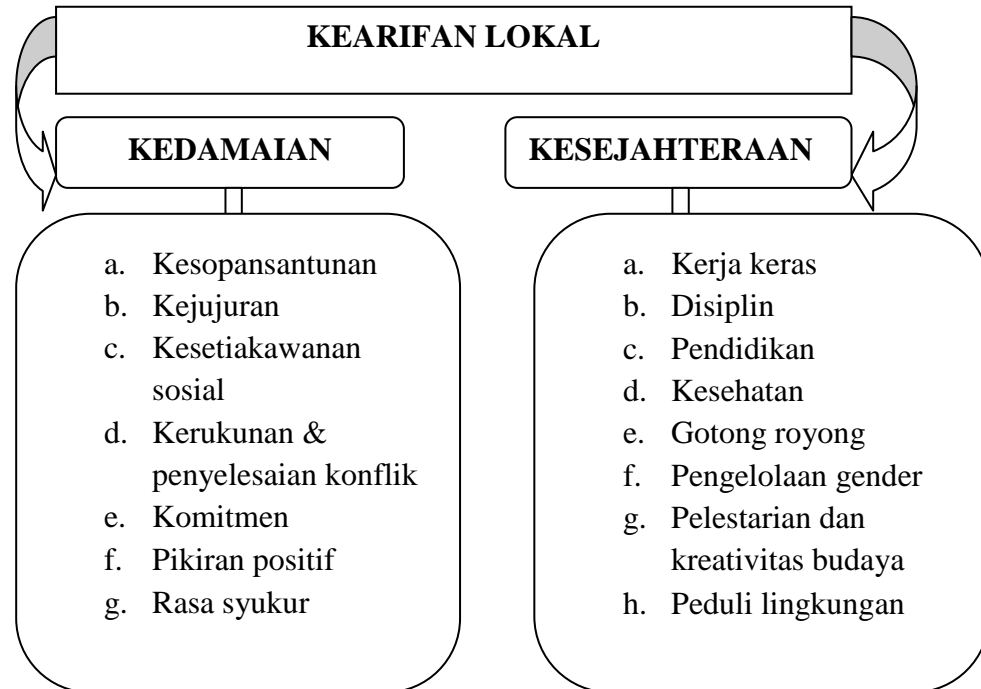 KEARIFAN LOKAL
KEDAMAIAN
a. Kesopansantunan
b. Kejujuran
c. Kesetiakawanan
sosial
d. Kerukunan &
penyelesaian konflik
e. Komitmen
f. Pikiran positif
g. Rasa syukur
KESEJAHTERAAN
a. Kerja keras
b. Disiplin
c. Pendidikan
d. Kesehatan
e. Gotong royong
f. Pengelolaan gender
g. Pelestarian dan
kreativitas budaya
h. Peduli lingkungan